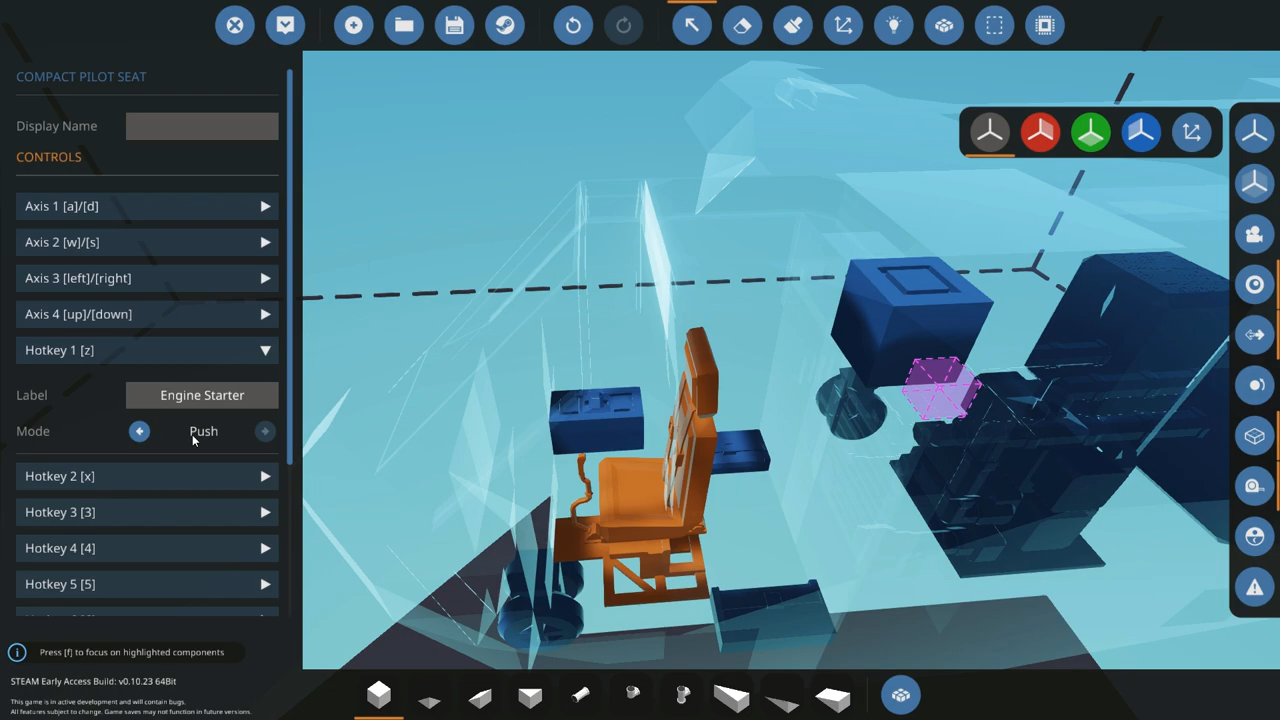 COMPACT PILOT SEAT
Display Name
CONTROLS
Axis 1 [a]/[d]
Axis 2 [w]/[s]
Axis 3 [left]/[right]
Axis 4 [up]/[down]
Hotkey 1 [z]
Label Engine Starter
Mode Push
Hotkey 2 [x]
Hotkey 3 [3]
Hotkey 4 [4]
Hotkey 5 [5]
Press [f] to focus on highlighted components
STEAM Early Access Build: v0.10.23 64Bit
This game is in active development and will contain bugs.
All features subject to change. Game saves may not function in future versions.